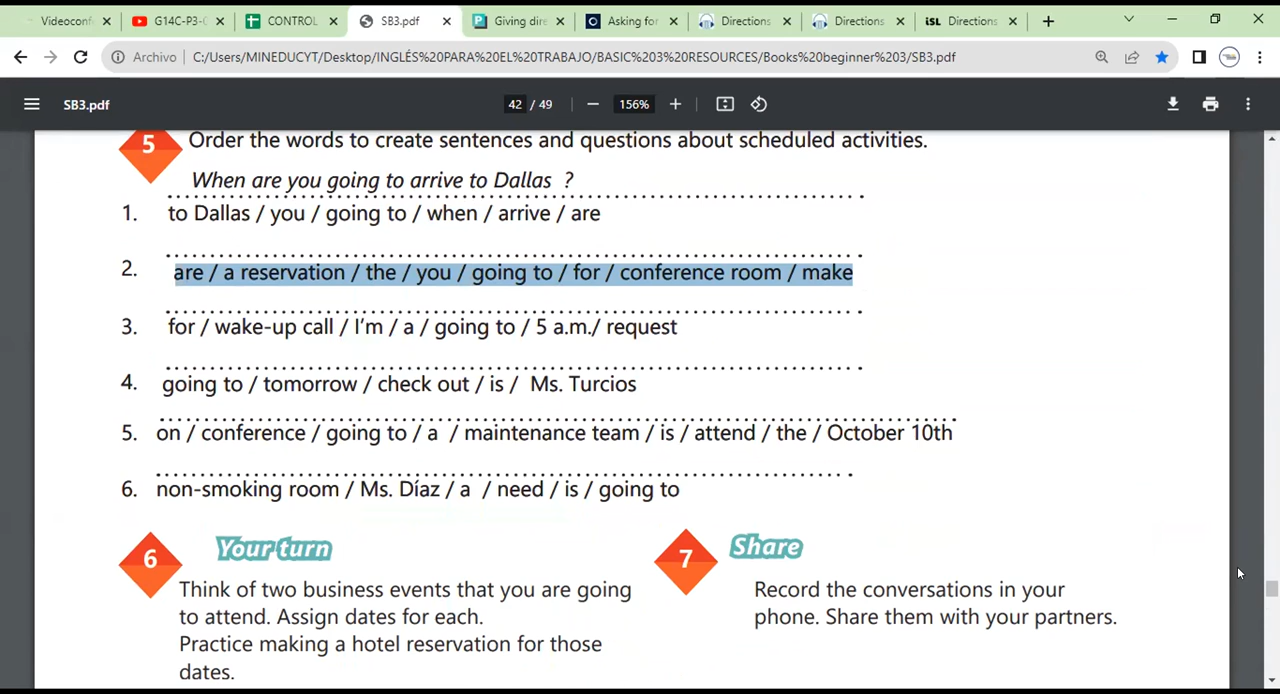 Videoconf
G14C-P3-(
CONTROL
SB3.pdf
Giving dire
Asking for
Directions
Directions
iSL Directions
Archivo C:/Users/MINEDUCYT/Desktop/INGLÉS%20PARA%20EL%20TRABAJO/BASIC%203%20RESOURCES/Books%20beginner%203/SB3.pdf
SB3.pdf 42 / 49 156%
5 Order the words to create sentences and questions about scheduled activities.
When are you going to arrive to Dallas ?
1. to Dallas / you / going to / when / arrive / are
2. are / a reservation / the / you / going to / for / conference room / make
3. for / wake-up call / I'm / a / going to / 5 a.m./ request
4. going to / tomorrow / check out / is / Ms. Turcios
5. on / conference / going to / a / maintenance team / is / attend / the / October 10th
6. non-smoking room / Ms. Díaz / a / need / is / going to
6 Your turn
Think of two business events that you are going
to attend. Assign dates for each.
Practice making a hotel reservation for those
dates.
7 Share
Record the conversations in your
phone. Share them with your partners.